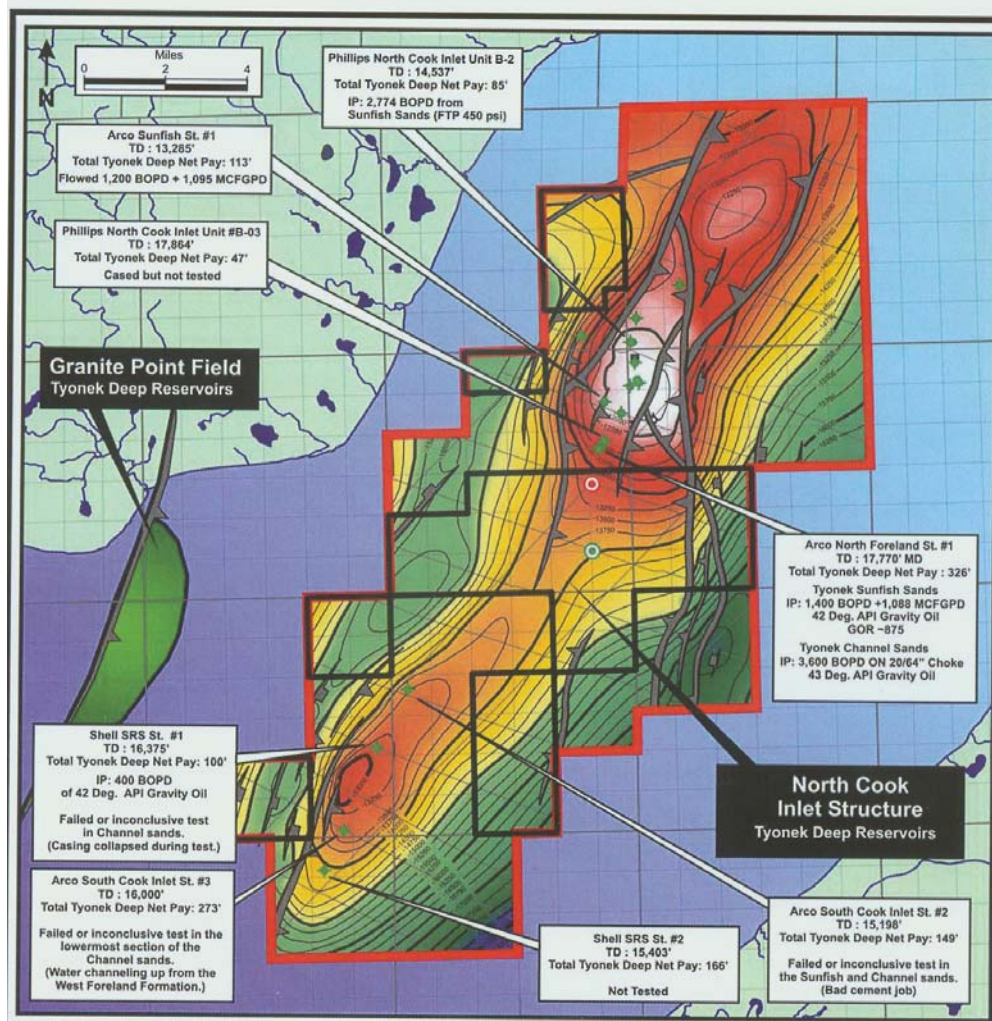 Miles
0 2 4
N
Phillips North Cook Inlet Unit B-2
TD : 14,537'
Total Tyonek Deep Net Pay: 85'
IP: 2,774 BOPD from
Sunfish Sands (FTP 450 psi)
Arco Sunfish St. #1
TD : 13,285'
Total Tyonek Deep Net Pay: 113'
Flowed 1,200 BOPD + 1,095 MCFGPD
Phillips North Cook Inlet Unit #B-03
TD : 17,864'
Total Tyonek Deep Net Pay: 47'
Cased but not tested
Granite Point Field
Tyonek Deep Reservoirs
Arco North Foreland St. #1
TD : 17,770' MD
Total Tyonek Deep Net Pay : 326'
Tyonek Sunfish Sands
IP: 1,400 BOPD +1,088 MCFGPD
42 Deg. API Gravity Oil
GOR ~875
Tyonek Channel Sands
IP: 3,600 BOPD ON 20/64" Choke
43 Deg. API Gravity Oil
Shell SRS St. #1
TD : 16,375'
Total Tyonek Deep Net Pay: 100'
IP: 400 BOPD
of 42 Deg. API Gravity Oil
Failed or inconclusive test
in Channel sands.
(Casing collapsed during test.)
North Cook
Inlet Structure
Tyonek Deep Reservoirs
Arco South Cook Inlet St. #3
TD : 16,000'
Total Tyonek Deep Net Pay: 273'
Failed or inconclusive test in the
lowermost section of the
Channel sands.
(Water channeling up from the
West Foreland Formation.)
Shell SRS St. #2
TD : 15,403'
Total Tyonek Deep Net Pay: 166'
Not Tested
Arco South Cook Inlet St. #2
TD : 15,198'
Total Tyonek Deep Net Pay: 149'
Failed or inconclusive test in
the Sunfish and Channel sands.
(Bad cement job)
13250
13500
13750